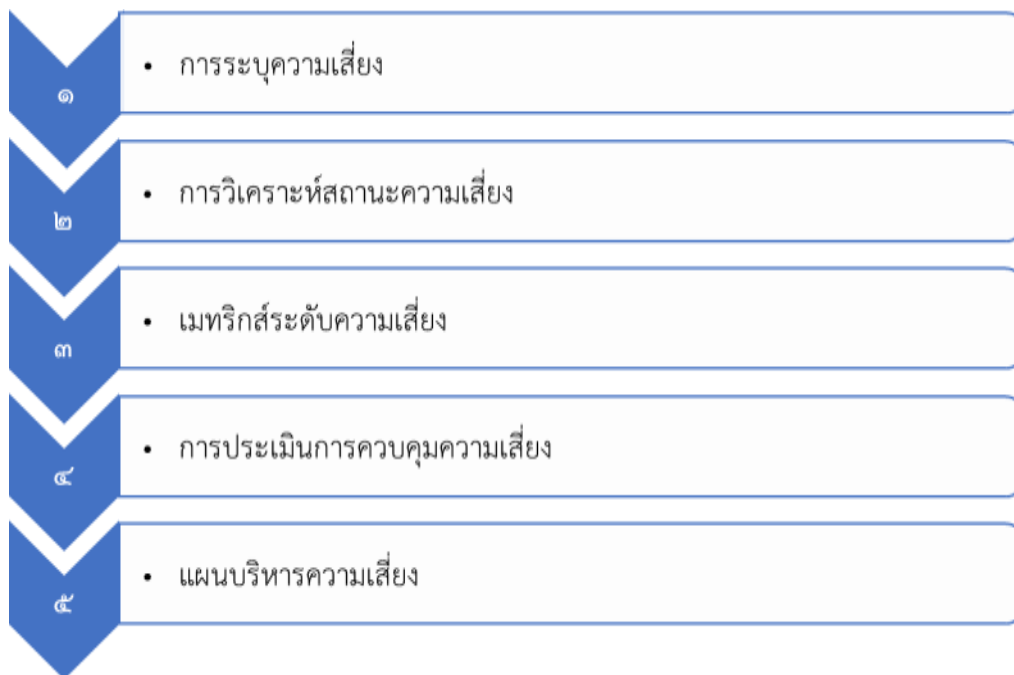 ๑
• การระบุความเสี่ยง
๒
• การวิเคราะห์สถานะความเสี่ยง
๓
• เมทริกส์ระดับความเสี่ยง
๔
• การประเมินการควบคุมความเสี่ยง
๕
• แผนบริหารความเสี่ยง